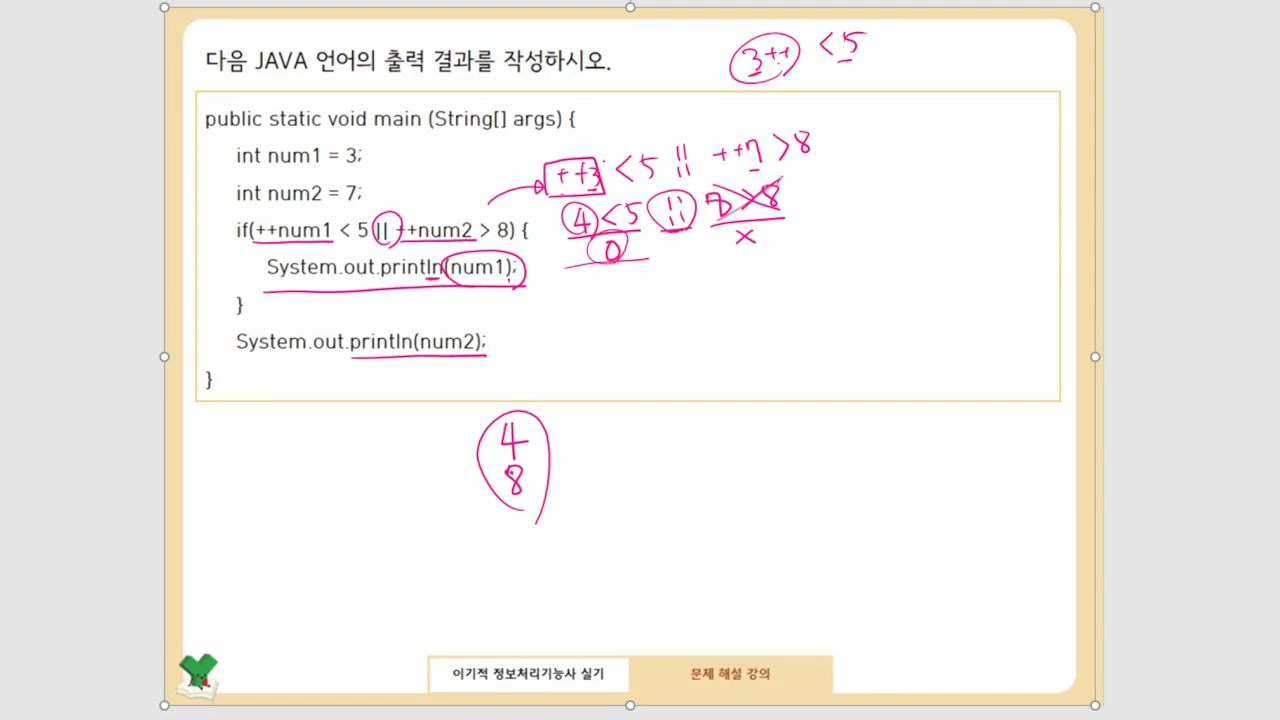 3++ < 5
다음 JAVA 언어의 출력 결과를 작성하시오.
public static void main (String[] args) {
int num1 = 3;
int num2 = 7;
if(++num1 < 5 || ++num2 > 8) {
++3 < 5 || ++7 > 8
4 < 5 || 8 > 8
O
x
System.out.println(num1);
}
System.out.println(num2);
}
4
8
이기적 정보처리기능사 실기
문제 해설 강의